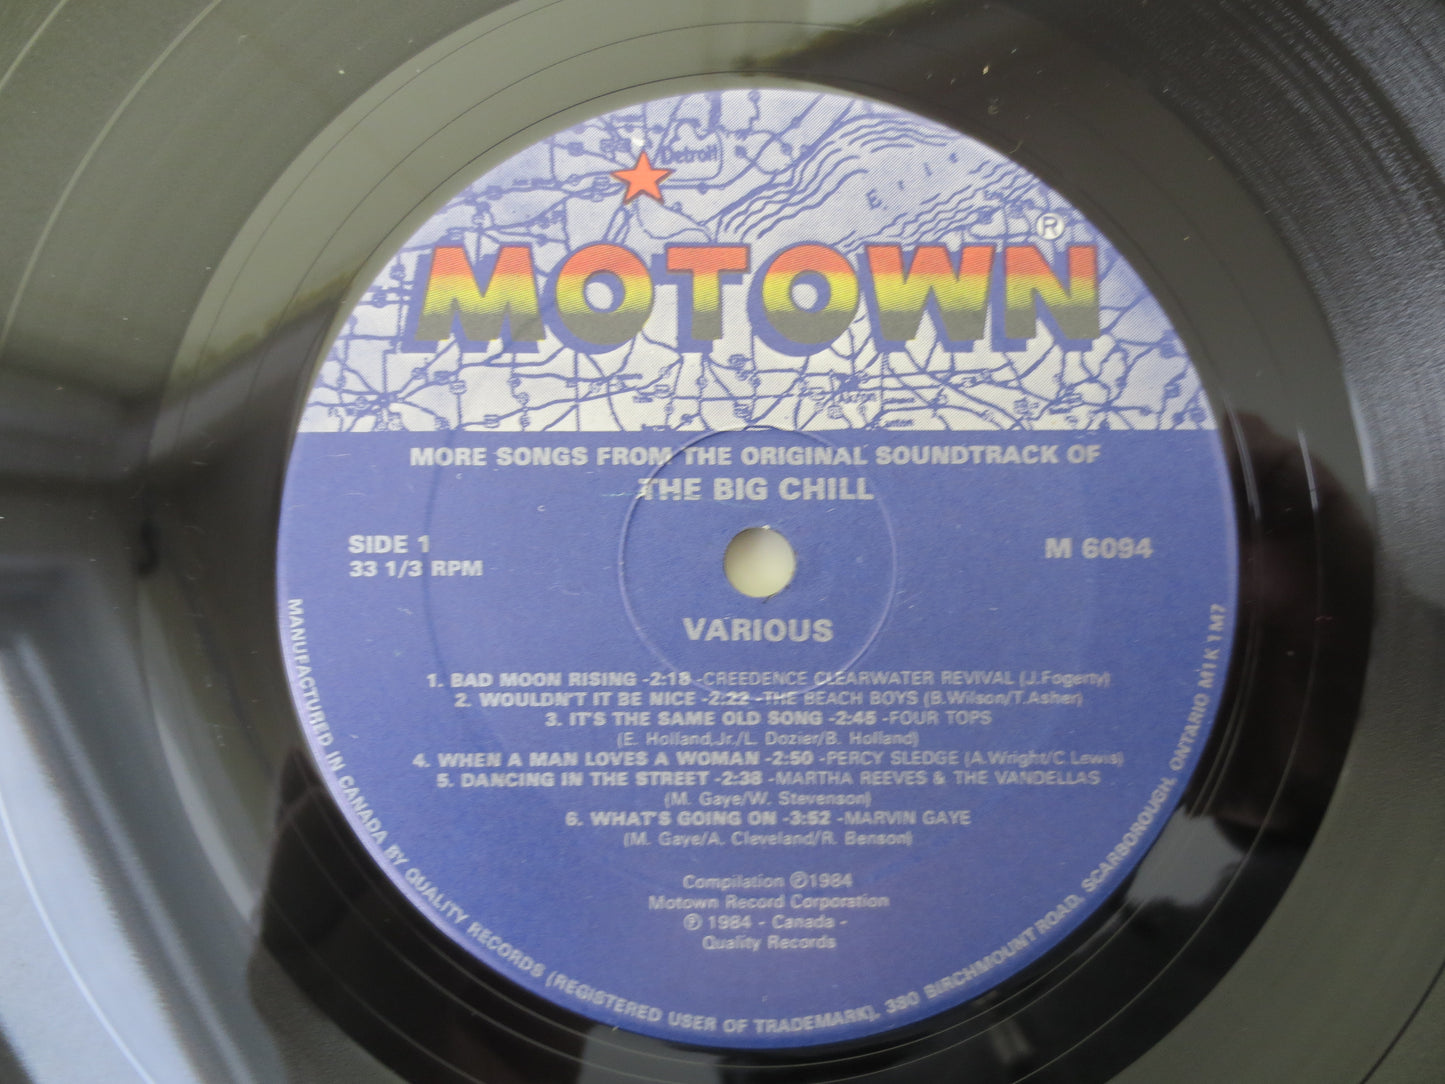 Detroit
Erie
MOTOWN®
Akron
Canton
MORE SONGS FROM THE ORIGINAL SOUNDTRACK OF
THE BIG CHILL
SIDE 1
33 1/3 RPM
M 6094
VARIOUS
1. BAD MOON RISING -2:18 -CREEDENCE CLEARWATER REVIVAL (J.Fogerty)
2. WOULDN'T IT BE NICE -2:22 -THE BEACH BOYS (B.Wilson/T.Asher)
3. IT'S THE SAME OLD SONG -2:45 -FOUR TOPS
(E. Holland,Jr./L. Dozier/B. Holland)
4. WHEN A MAN LOVES A WOMAN -2:50 -PERCY SLEDGE (A.Wright/C.Lewis)
5. DANCING IN THE STREET -2:38 -MARTHA REEVES & THE VANDELLAS
(M. Gaye/W. Stevenson)
6. WHAT'S GOING ON -3:52 -MARVIN GAYE
(M. Gaye/A. Cleveland/R. Benson)
Compilation ℗1984
Motown Record Corporation
℗ 1984 - Canada -
Quality Records
MANUFACTURED IN CANADA BY QUALITY RECORDS (REGISTERED USER OF TRADEMARK), 380 BIRCHMOUNT ROAD, SCARBOROUGH, ONTARIO M1K 1M7